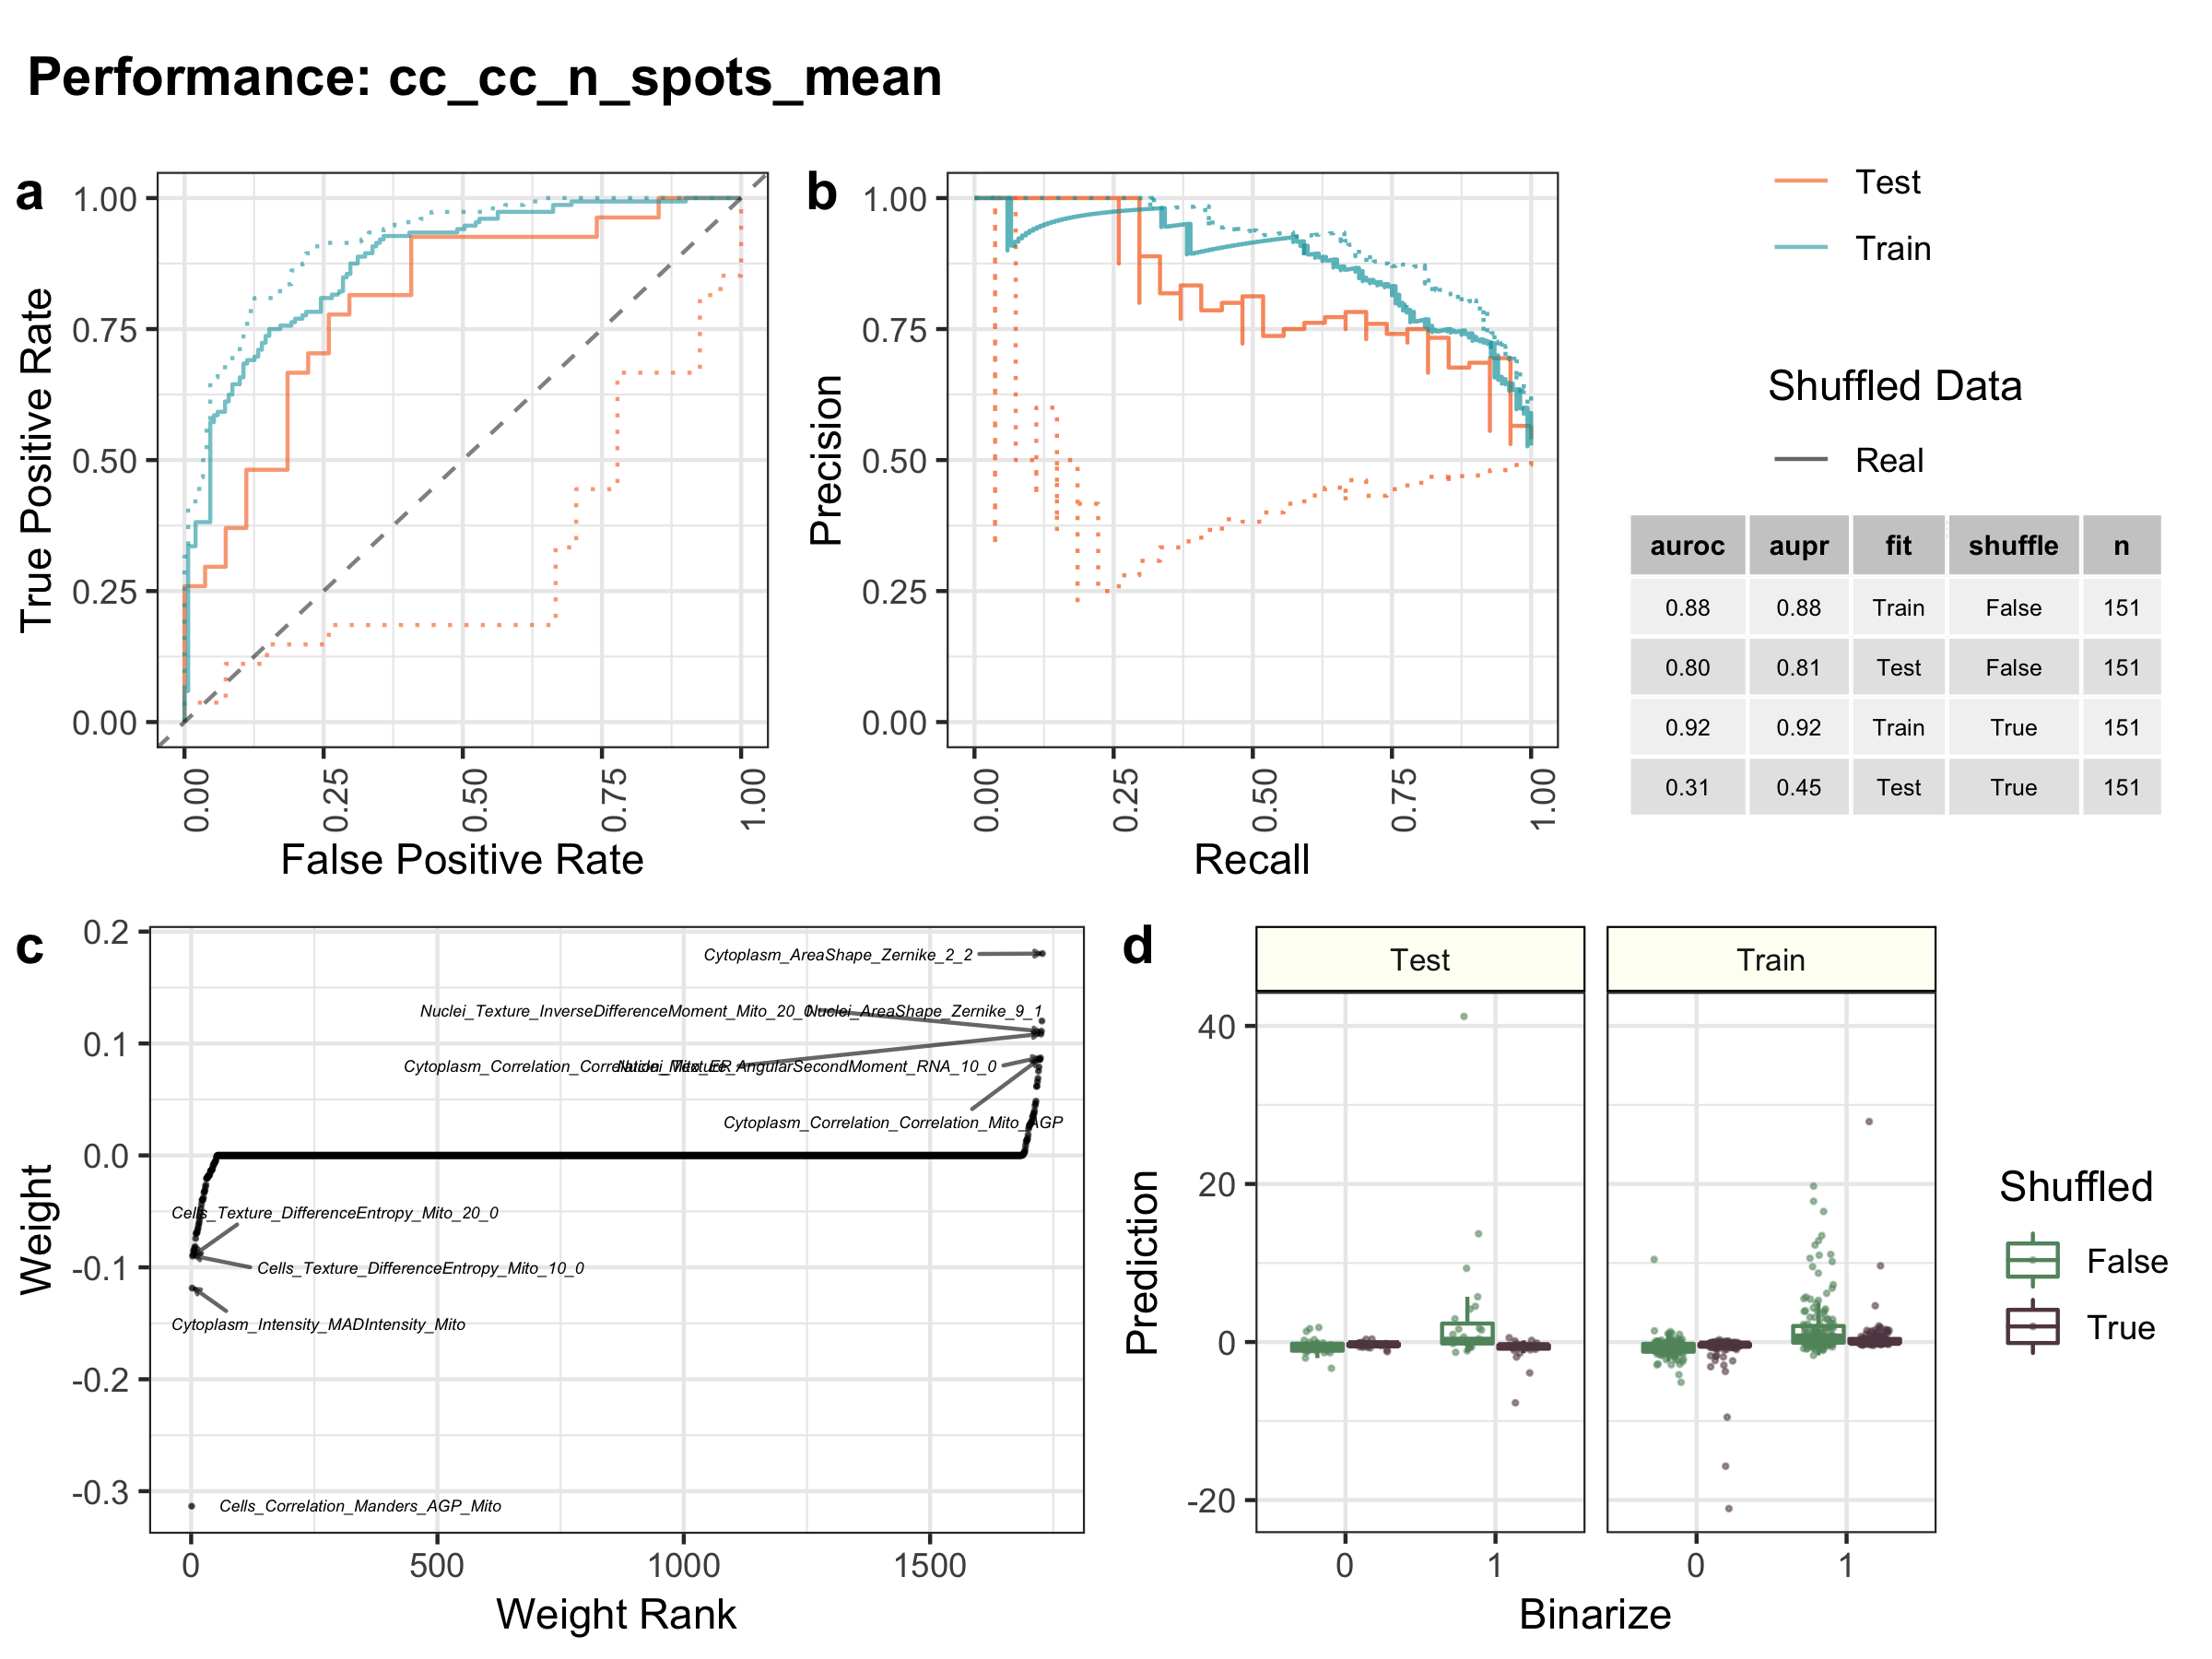 Performance: cc_cc_n_spots_mean
a
True Positive Rate
1.00
0.75
0.50
0.25
0.00
0.00
0.25
0.50
0.75
1.00
False Positive Rate
b
Precision
1.00
0.75
0.50
0.25
0.00
0.00
0.25
0.50
0.75
1.00
Recall
Test
Train
Shuffled Data
Real
auroc aupr fit shuffle n
0.88 0.88 Train False 151
0.80 0.81 Test False 151
0.92 0.92 Train True 151
0.31 0.45 Test True 151
c
Weight
0.2
0.1
0.0
-0.1
-0.2
-0.3
Cytoplasm_AreaShape_Zernike_2_2
Nuclei_Texture_InverseDifferenceMoment_Mito_20_0
Nuclei_AreaShape_Zernike_9_1
Cytoplasm_Correlation_Correlation_Mito_ER
Nuclei_Texture_AngularSecondMoment_RNA_10_0
Cytoplasm_Correlation_Correlation_Mito_AGP
Cells_Texture_DifferenceEntropy_Mito_20_0
Cells_Texture_DifferenceEntropy_Mito_10_0
Cytoplasm_Intensity_MADIntensity_Mito
Cells_Correlation_Manders_AGP_Mito
0
500
1000
1500
Weight Rank
d
Test
Train
Prediction
40
20
0
-20
0
1
0
1
Binarize
Shuffled
False
True